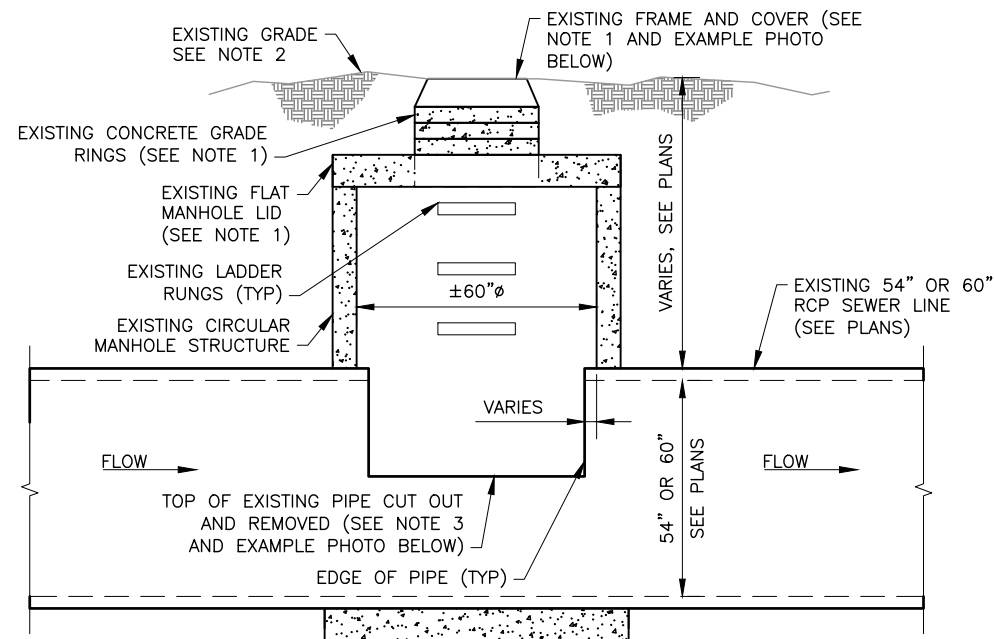 EXISTING GRADE
SEE NOTE 2
EXISTING FRAME AND COVER (SEE
NOTE 1 AND EXAMPLE PHOTO
BELOW)
EXISTING CONCRETE GRADE
RINGS (SEE NOTE 1)
EXISTING FLAT
MANHOLE LID
(SEE NOTE 1)
EXISTING LADDER
RUNGS (TYP)
±60"ø
EXISTING CIRCULAR
MANHOLE STRUCTURE
VARIES, SEE PLANS
EXISTING 54" OR 60"
RCP SEWER LINE
(SEE PLANS)
VARIES
FLOW
FLOW
54" OR 60"
SEE PLANS
TOP OF EXISTING PIPE CUT OUT
AND REMOVED (SEE NOTE 3
AND EXAMPLE PHOTO BELOW)
EDGE OF PIPE (TYP)